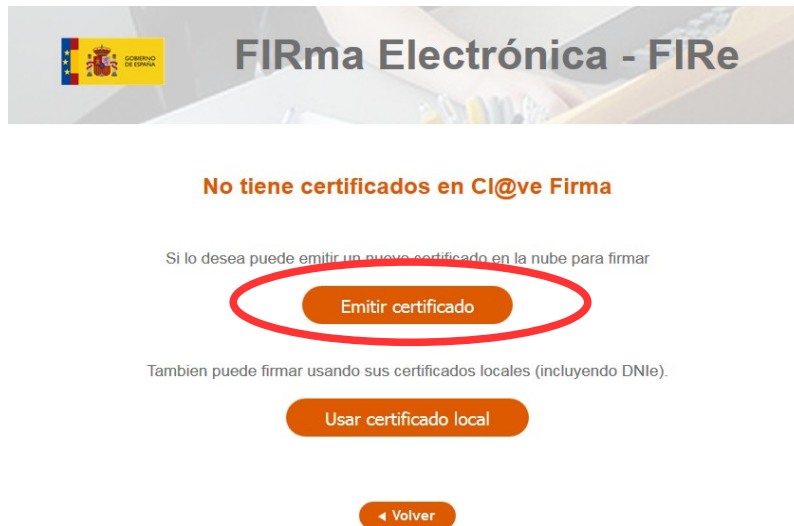 GOBIERNO
DE ESPAÑA
FIRma Electrónica - FIRe
No tiene certificados en Cl@ve Firma
Si lo desea puede emitir un nuevo certificado en la nube para firmar
Emitir certificado
Tambien puede firmar usando sus certificados locales (incluyendo DNIe).
Usar certificado local
Volver